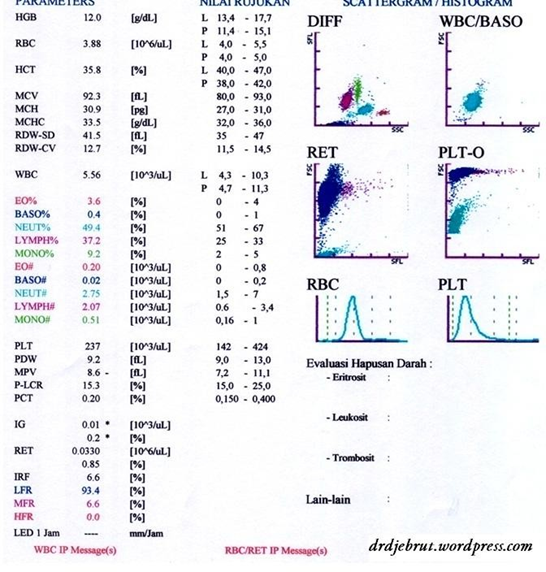 PARAMETERS NILAI RUJUKAN SCATTERGRAM / HISTOGRAM
HGB 12.0 [g/dL] L 13,4 - 17,7
P 11,4 - 15,1
RBC 3.88 [10^6/uL] L 4,0 - 5,5
P 4,0 - 5.0
HCT 35.8 [%] L 40,0 - 47,0
P 38,0 - 42,0
MCV 92.3 [fL] 80,0 - 93,0
MCH 30.9 [pg] 27,0 - 31,0
MCHC 33.5 [g/dL] 32,0 - 36,0
RDW-SD 41.5 [fL] 35 - 47
RDW-CV 12.7 [%] 11,5 - 14,5
WBC 5.56 [10^3/uL] L 4,3 - 10,3
P 4,7 - 11,3
EO% 3.6 [%] 0 - 4
BASO% 0.4 [%] 0 - 1
NEUT% 49.4 [%] 51 - 67
LYMPH% 37.2 [%] 25 - 33
MONO% 9.2 [%] 2 - 5
EO# 0.20 [10^3/uL] 0 - 0,8
BASO# 0.02 [10^3/uL] 0 - 0,2
NEUT# 2.75 [10^3/uL] 1,5 - 7
LYMPH# 2.07 [10^3/uL] 0.6 - 3,4
MONO# 0.51 [10^3/uL] 0,16 - 1
PLT 237 [10^3/uL] 142 - 424
PDW 9.2 [fL] 9,0 - 13,0
MPV 8.6 - [fL] 7,2 - 11,1
P-LCR 15.3 [%] 15,0 - 25,0
PCT 0.20 [%] 0,150 - 0,400
IG 0.01 * [10^3/uL]
0.2 * [%]
RET 0.0330 [10^6/uL]
0.85 [%]
IRF 6.6 [%]
LFR 93.4 [%]
MFR 6.6 [%]
HFR 0.0 [%]
LED 1 Jam ---- mm/Jam
WBC IP Message(s) RBC/RET IP Message(s)
DIFF WBC/BASO
SFL SSC FSC
RET PLT-O
FSC SFL FSC SFL
RBC PLT
Evaluasi Hapusan Darah :
- Eritrosit :
- Leukosit :
- Trombosit :
Lain-lain :
drdjebrut.wordpress.com